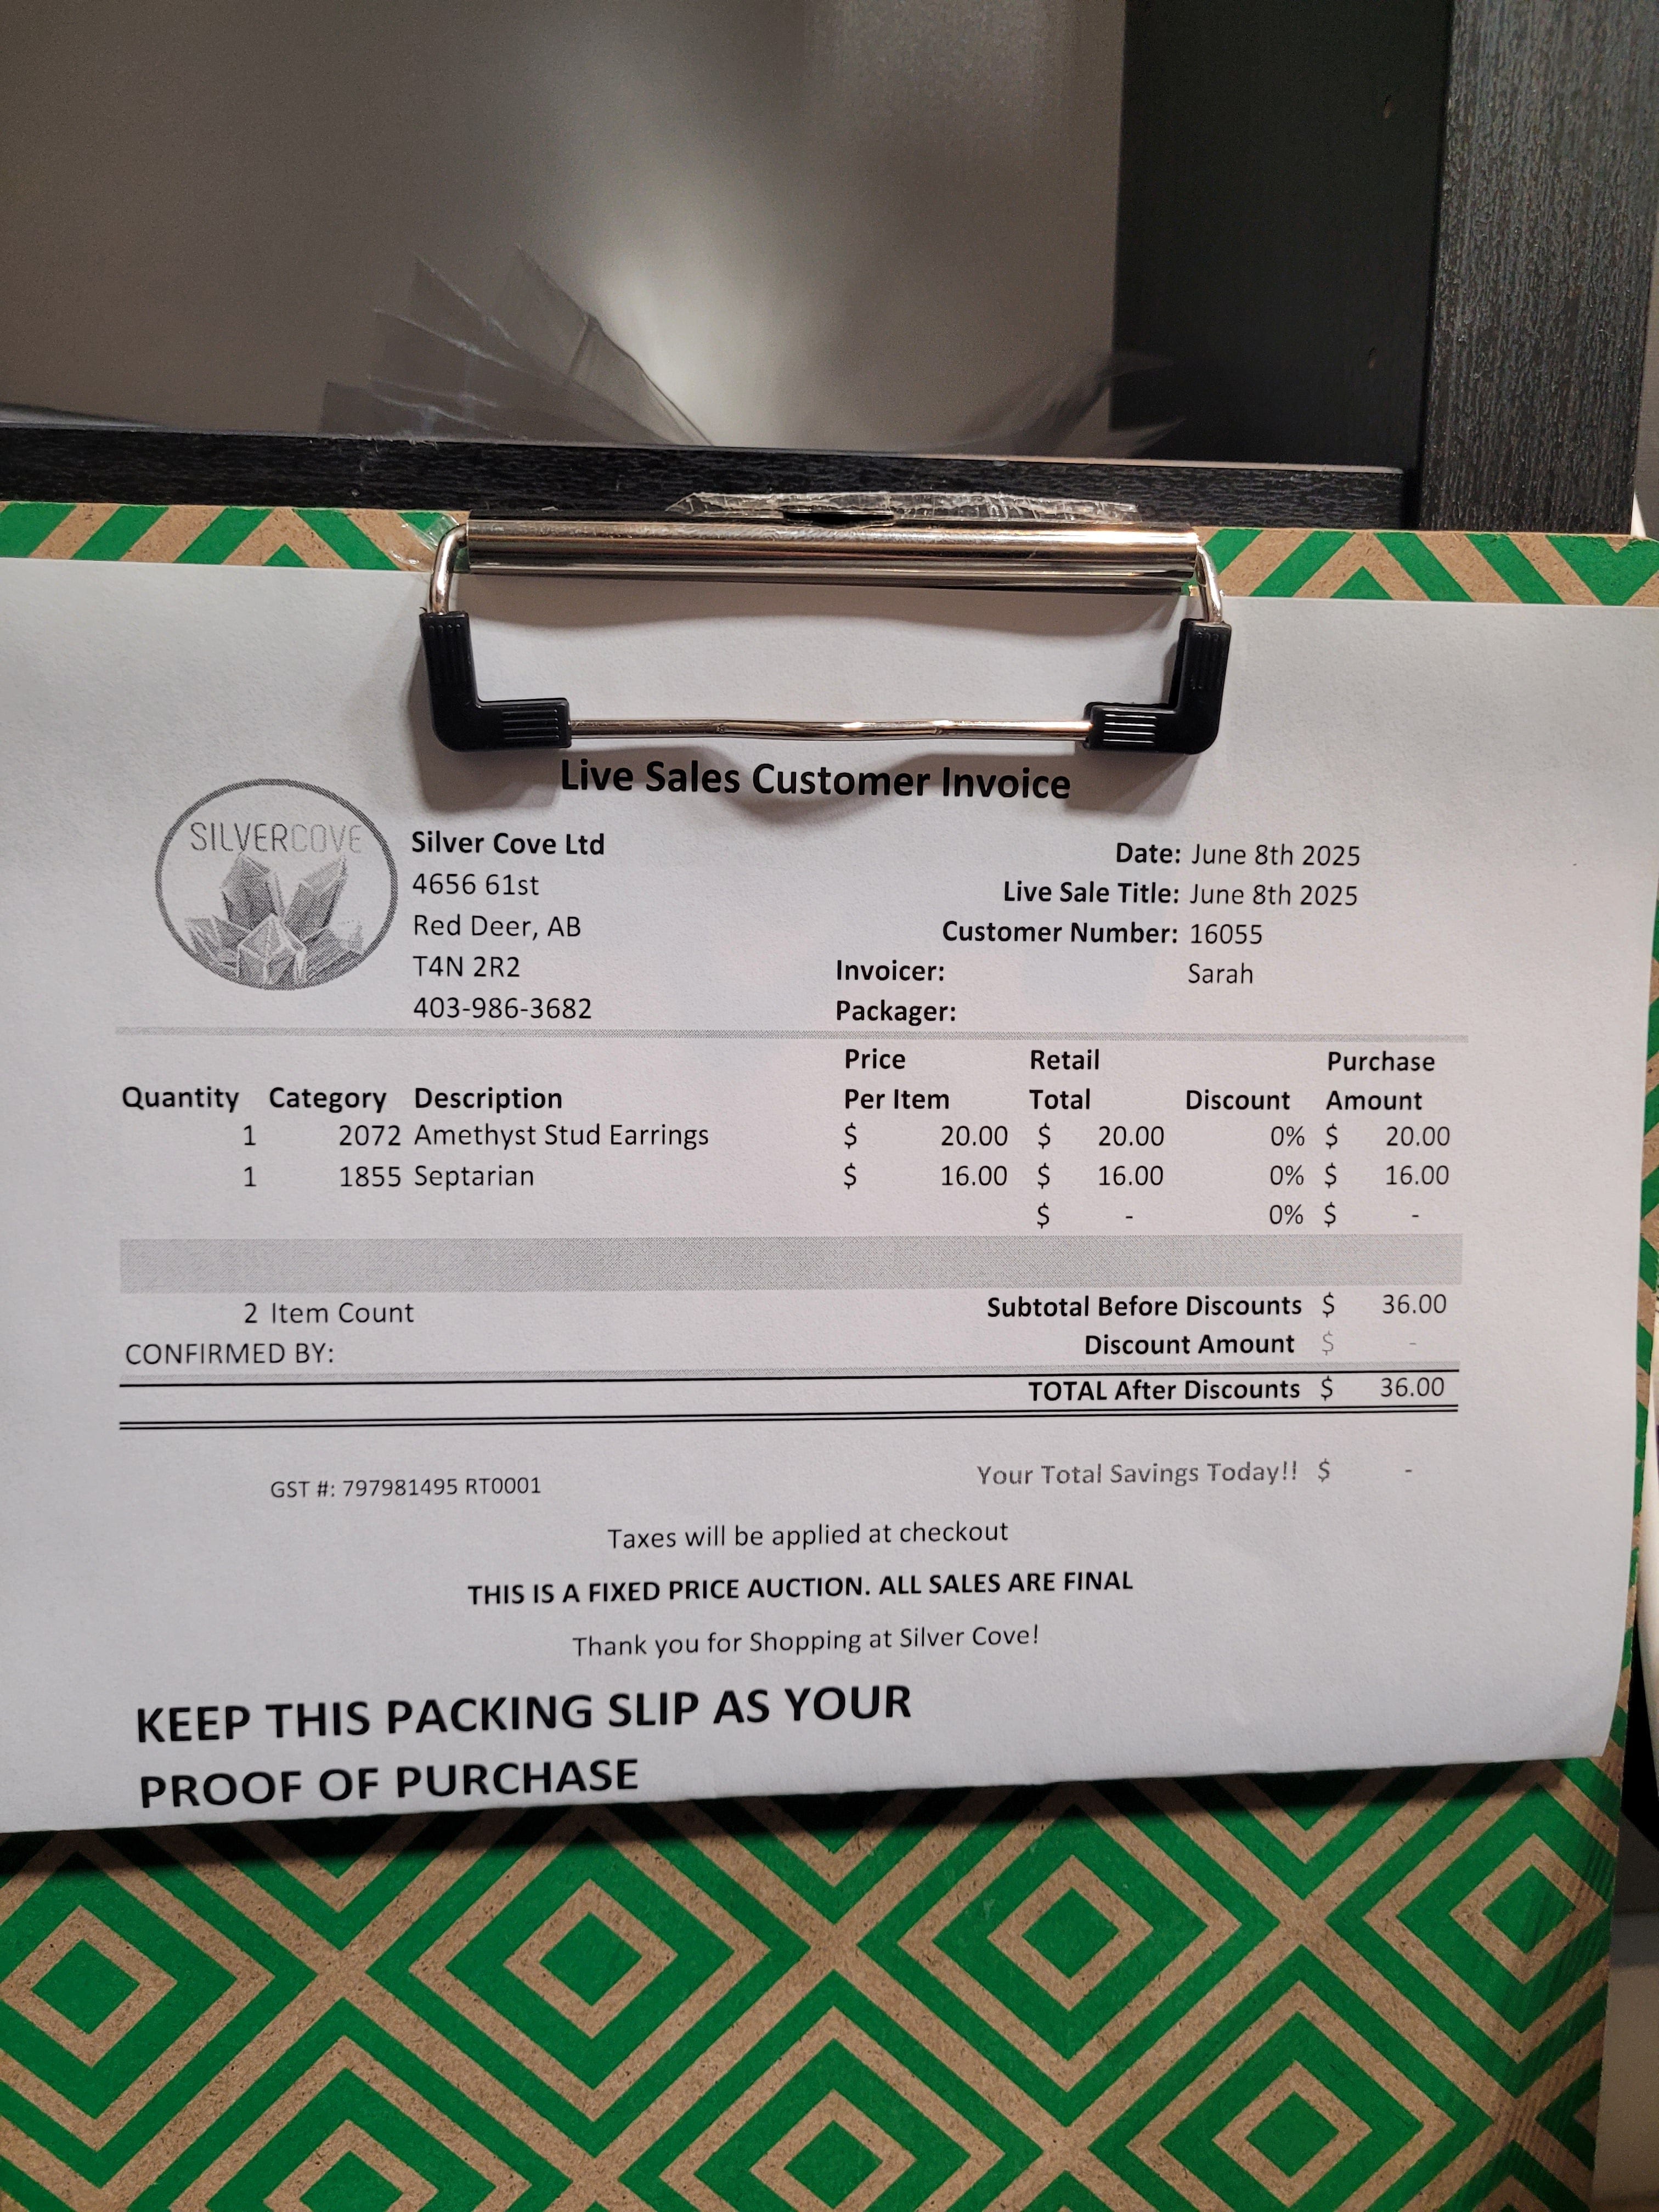 Live Sales Customer Invoice
SILVERCOVE
Silver Cove Ltd
4656 61st
Red Deer, AB
T4N 2R2
403-986-3682
Date: June 8th 2025
Live Sale Title: June 8th 2025
Customer Number: 16055
Invoicer: Sarah
Packager:
Quantity Category Description Price Per Item Retail Total Discount Purchase Amount
1 2072 Amethyst Stud Earrings $ 20.00 $ 20.00 0% $ 20.00
1 1855 Septarian $ 16.00 $ 16.00 0% $ 16.00
$ - 0% $ -
2 Item Count Subtotal Before Discounts $ 36.00
CONFIRMED BY: Discount Amount $ -
TOTAL After Discounts $ 36.00
GST #: 797981495 RT0001 Your Total Savings Today!! $ -
Taxes will be applied at checkout
THIS IS A FIXED PRICE AUCTION. ALL SALES ARE FINAL
Thank you for Shopping at Silver Cove!
KEEP THIS PACKING SLIP AS YOUR
PROOF OF PURCHASE